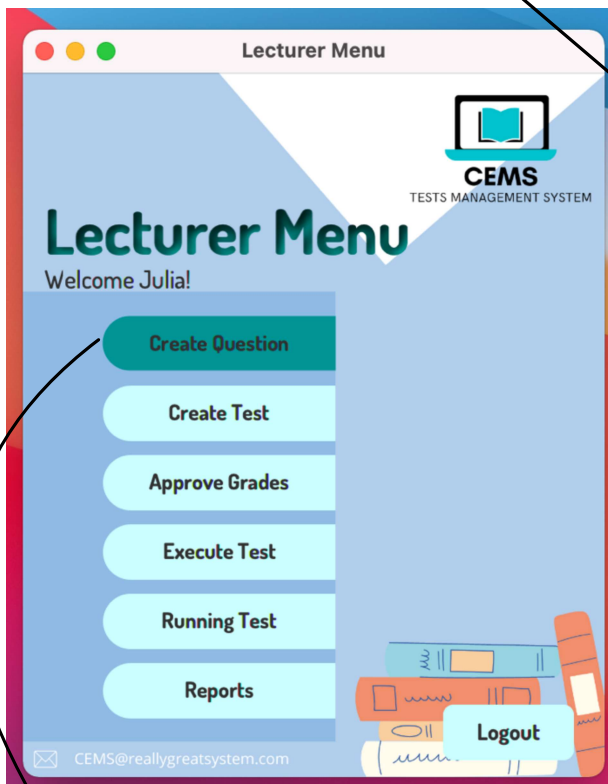 Lecturer Menu
CEMS
TESTS MANAGEMENT SYSTEM
Lecturer Menu
Welcome Julia!
Create Question
Create Test
Approve Grades
Execute Test
Running Test
Reports
Logout
CEMS@reallygreatsystem.com